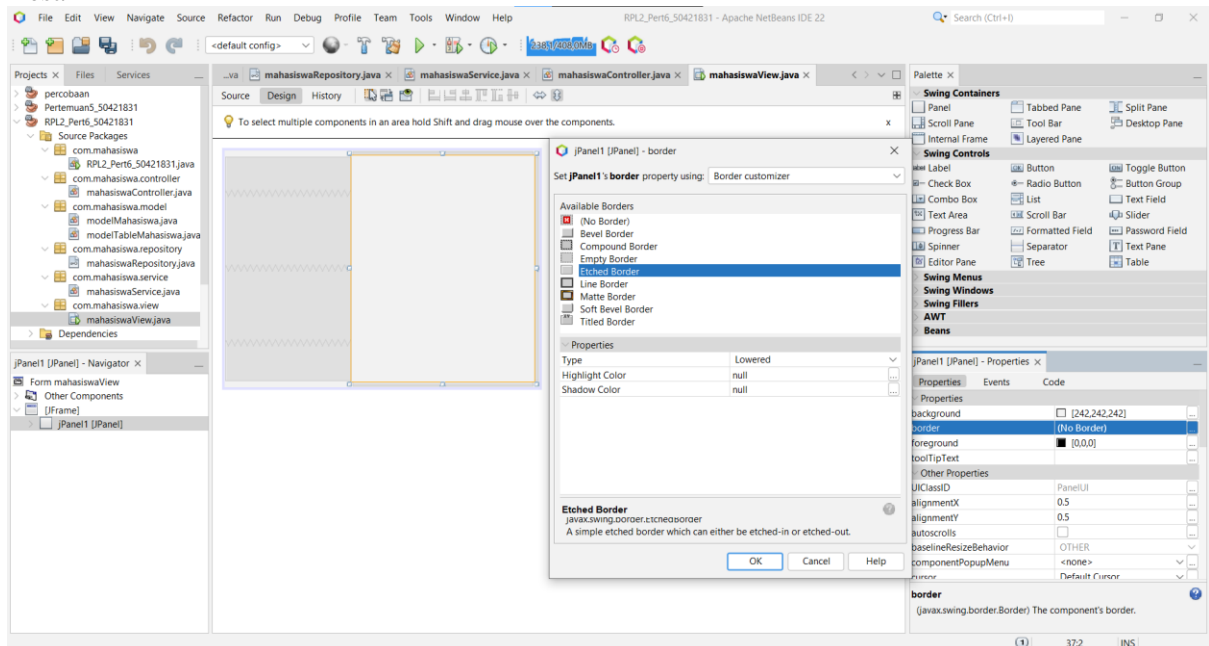 File Edit View Navigate Source Refactor Run Debug Profile Team Tools Window Help
RPL2_Pert6_50421831 - Apache NetBeans IDE 22
Search (Ctrl+I)
<default config>
Projects
Files
Services
...va
mahasiswaRepository.java
mahasiswaService.java
mahasiswaController.java
mahasiswaView.java
Source Design History
To select multiple components in an area hold Shift and drag mouse over the components.
percobaan
Pertemuan5_50421831
RPL2_Pert6_50421831
Source Packages
com.mahasiswa
RPL2_Pert6_50421831.java
com.mahasiswa.controller
mahasiswaController.java
com.mahasiswa.model
modelMahasiswa.java
modelTableMahasiswa.java
com.mahasiswa.repository
mahasiswaRepository.java
com.mahasiswa.service
mahasiswaService.java
com.mahasiswa.view
mahasiswaView.java
Dependencies
jPanel1 [JPanel] - Navigator
Form mahasiswaView
Other Components
[JFrame]
jPanel1 [JPanel]
jPanel1 [JPanel] - border
Set jPanel1's border property using: Border customizer
Available Borders
(No Border)
Bevel Border
Compound Border
Empty Border
Etched Border
Line Border
Matte Border
Soft Bevel Border
Titled Border
Properties
Type Lowered
Highlight Color null
Shadow Color null
Etched Border
javax.swing.border.EtchedBorder
A simple etched border which can either be etched-in or etched-out.
OK Cancel Help
Palette
Swing Containers
Panel Tabbed Pane Split Pane
Scroll Pane Tool Bar Desktop Pane
Internal Frame Layered Pane
Swing Controls
Label Button Toggle Button
Check Box Radio Button Button Group
Combo Box List Text Field
Text Area Scroll Bar Slider
Progress Bar Formatted Field Password Field
Spinner Separator Text Pane
Editor Pane Tree Table
Swing Menus
Swing Windows
Swing Fillers
AWT
Beans
jPanel1 [JPanel] - Properties
Properties Events Code
Properties
background [242,242,242]
border (No Border)
foreground [0,0,0]
toolTipText
Other Properties
UIClassID PanelUI
alignmentX 0.5
alignmentY 0.5
autoscrolls
baselineResizeBehavior OTHER
componentPopupMenu <none>
cursor Default Cursor
border
(javax.swing.border.Border) The component's border.
37:2 INS